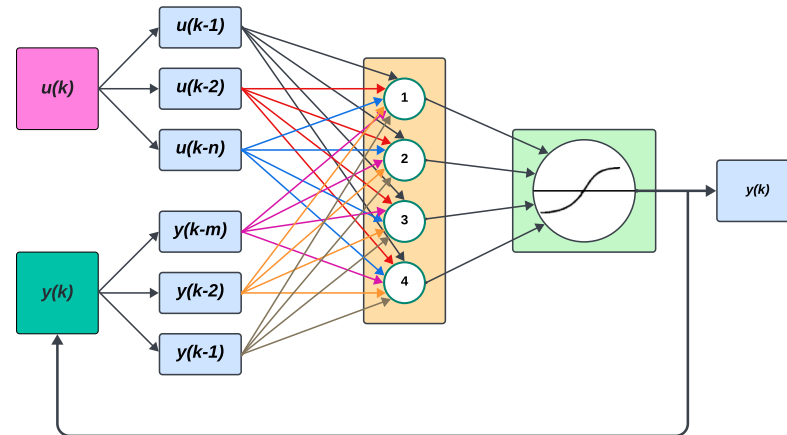 u(k)
u(k-1)
u(k-2)
u(k-n)
y(k)
y(k-m)
y(k-2)
y(k-1)
1
2
3
4
y(k)